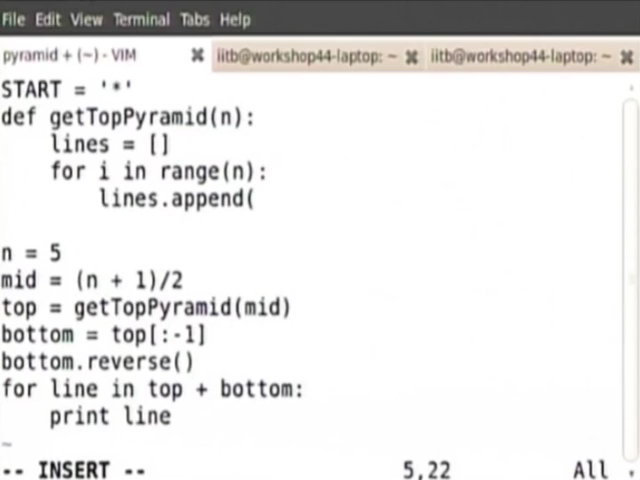 File Edit View Terminal Tabs Help
pyramid + (~) - VIM ✖ iitb@workshop44-laptop: ~ ✖ iitb@workshop44-laptop: ~ ✖
START = '*'
def getTopPyramid(n):
    lines = []
    for i in range(n):
        lines.append(
n = 5
mid = (n + 1)/2
top = getTopPyramid(mid)
bottom = top[:-1]
bottom.reverse()
for line in top + bottom:
    print line
~
-- INSERT -- 5,22 All